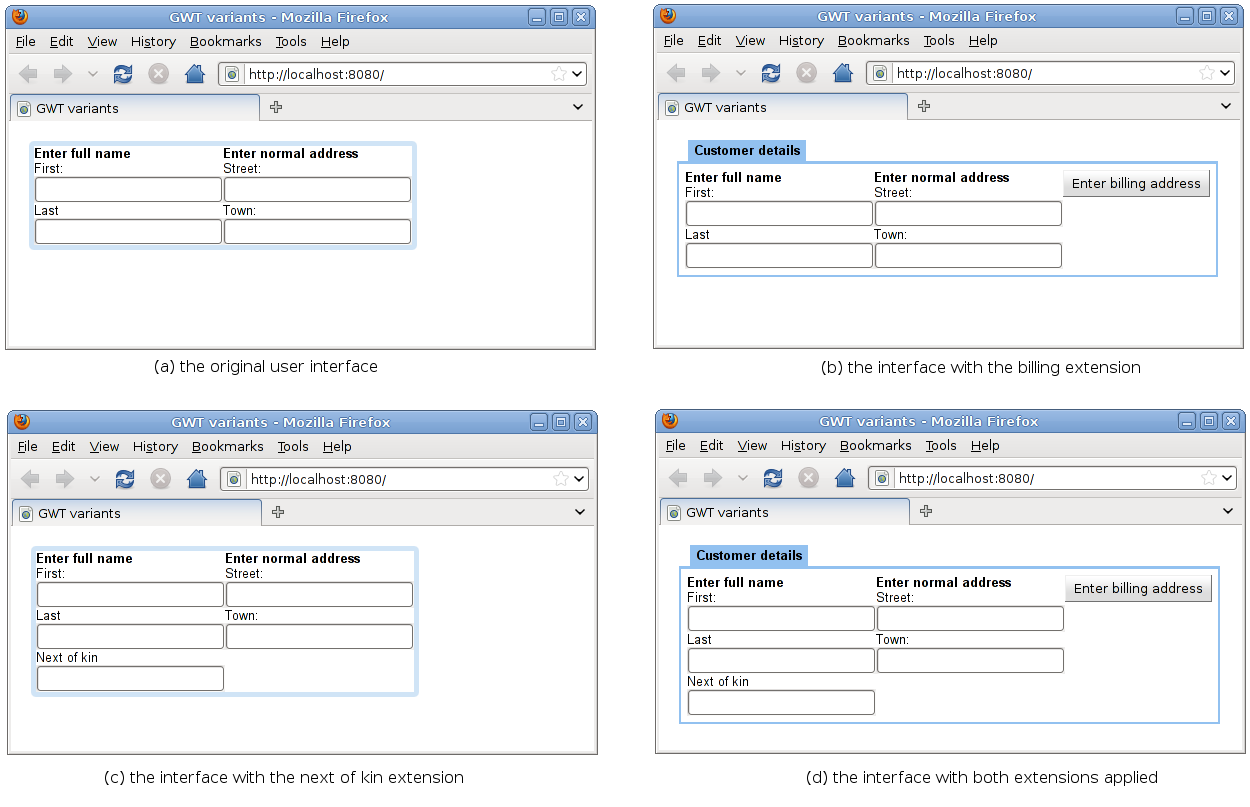 GWT variants - Mozilla Firefox
File Edit View History Bookmarks Tools Help
http://localhost:8080/
GWT variants
Enter full name Enter normal address
First: Street:
Last Town:
(a) the original user interface
GWT variants - Mozilla Firefox
File Edit View History Bookmarks Tools Help
http://localhost:8080/
GWT variants
Customer details
Enter full name Enter normal address Enter billing address
First: Street:
Last Town:
(b) the interface with the billing extension
GWT variants - Mozilla Firefox
File Edit View History Bookmarks Tools Help
http://localhost:8080/
GWT variants
Enter full name Enter normal address
First: Street:
Last Town:
Next of kin
(c) the interface with the next of kin extension
GWT variants - Mozilla Firefox
File Edit View History Bookmarks Tools Help
http://localhost:8080/
GWT variants
Customer details
Enter full name Enter normal address Enter billing address
First: Street:
Last Town:
Next of kin
(d) the interface with both extensions applied